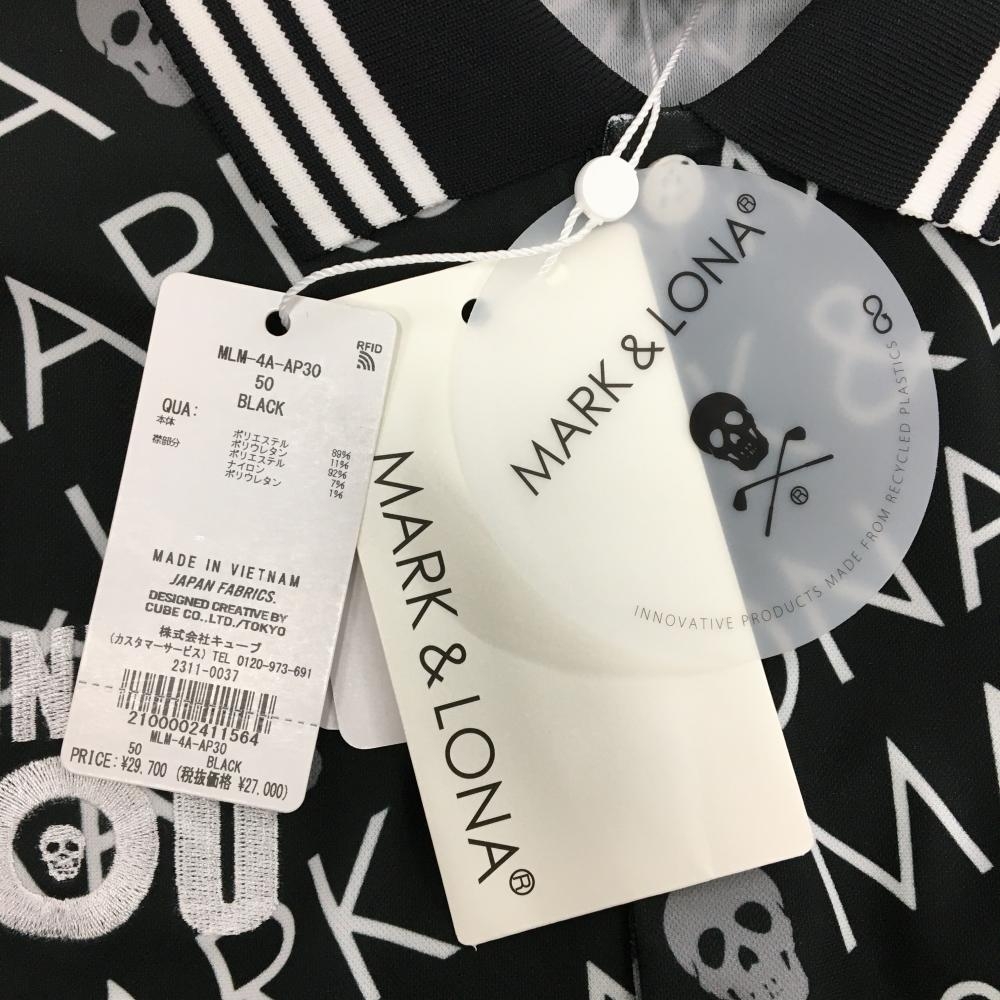 RFID
MLM-4A-AP30
50
BLACK
QUA:
本体
ポリエステル 89%
ポリウレタン 11%
襟部分
ポリエステル 92%
ナイロン 7%
ポリウレタン 1%
MADE IN VIETNAM
JAPAN FABRICS.
DESIGNED CREATIVE BY
CUBE CO.,LTD./TOKYO
株式会社キューブ
(カスタマーサービス) TEL 0120-973-691
2311-0037
2100002411564
MLM-4A-AP30
50 BLACK
PRICE:¥29,700 (税抜価格 ¥27,000)
MARK & LONA®
MARK & LONA®
®
INNOVATIVE PRODUCTS MADE FROM RECYCLED PLASTICS
OU